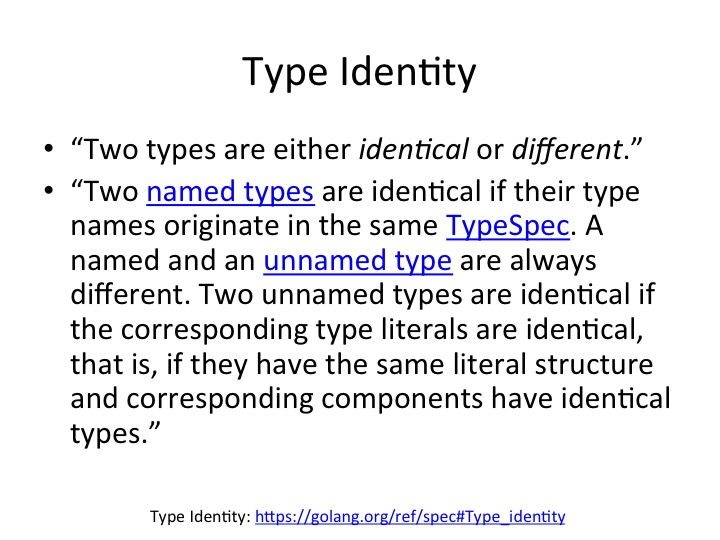 Type Identity
• “Two types are either identical or different.”
• “Two named types are identical if their type
names originate in the same TypeSpec. A
named and an unnamed type are always
different. Two unnamed types are identical if
the corresponding type literals are identical,
that is, if they have the same literal structure
and corresponding components have identical
types.”
Type Identity: https://golang.org/ref/spec#Type_identity